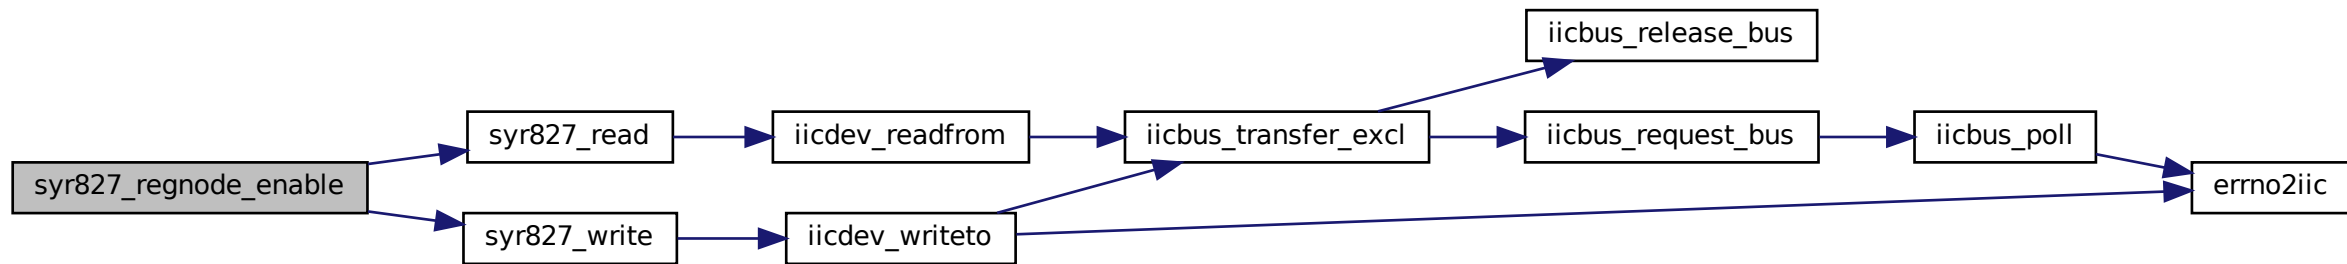 iicbus_release_bus
syr827_read
iicdev_readfrom
iicbus_transfer_excl
iicbus_request_bus
iicbus_poll
syr827_regnode_enable
errno2iic
syr827_write
iicdev_writeto